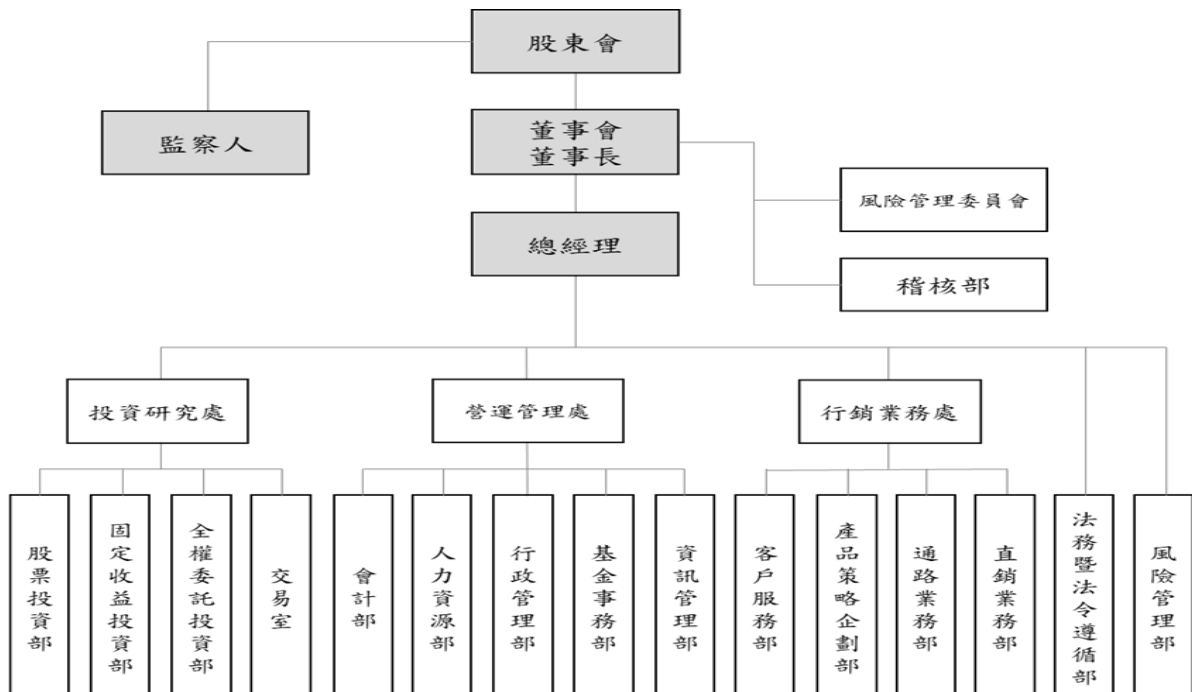 股東會
監察人
董事會
董事長
風險管理委員會
總經理
稽核部
投資研究處
營運管理處
行銷業務處
股票投資部
固定收益投資部
全權委託投資部
交易室
會計部
人力資源部
行政管理部
基金事務部
資訊管理部
客戶服務部
產品策略企劃部
通路業務部
直銷業務部
法務暨法令遵循部
風險管理部